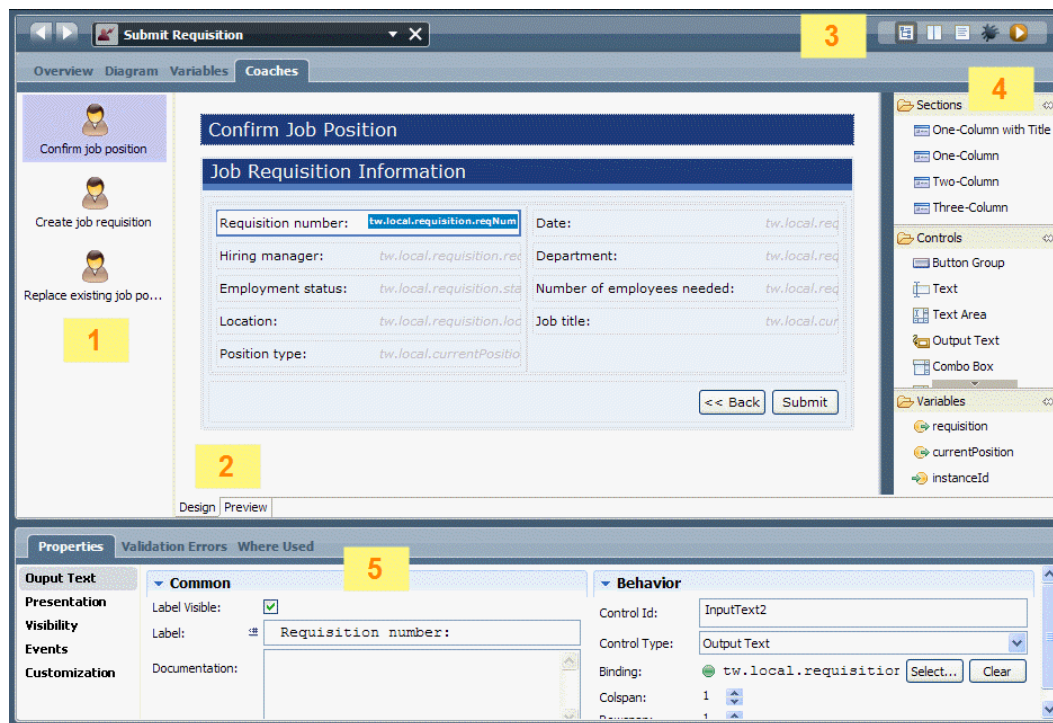 Submit Requisition
3
Overview Diagram Variables Coaches
4
Confirm job position
Create job requisition
Replace existing job po...
1
Confirm Job Position
Job Requisition Information
Requisition number: tw.local.requisition.reqNum
Date: tw.local.req
Hiring manager: tw.local.requisition.rec
Department: tw.local.req
Employment status: tw.local.requisition.sta
Number of employees needed: tw.local.req
Location: tw.local.requisition.loc
Job title: tw.local.cur
Position type: tw.local.currentPositio
<< Back Submit
2
Design Preview
Sections
One-Column with Title
One-Column
Two-Column
Three-Column
Controls
Button Group
Text
Text Area
Output Text
Combo Box
Variables
requisition
currentPosition
instanceId
Properties Validation Errors Where Used
5
Ouput Text
Presentation
Visibility
Events
Customization
Common
Label Visible:
Label: Requisition number:
Documentation:
Behavior
Control Id: InputText2
Control Type: Output Text
Binding: tw.local.requisition Select... Clear
Colspan: 1
1